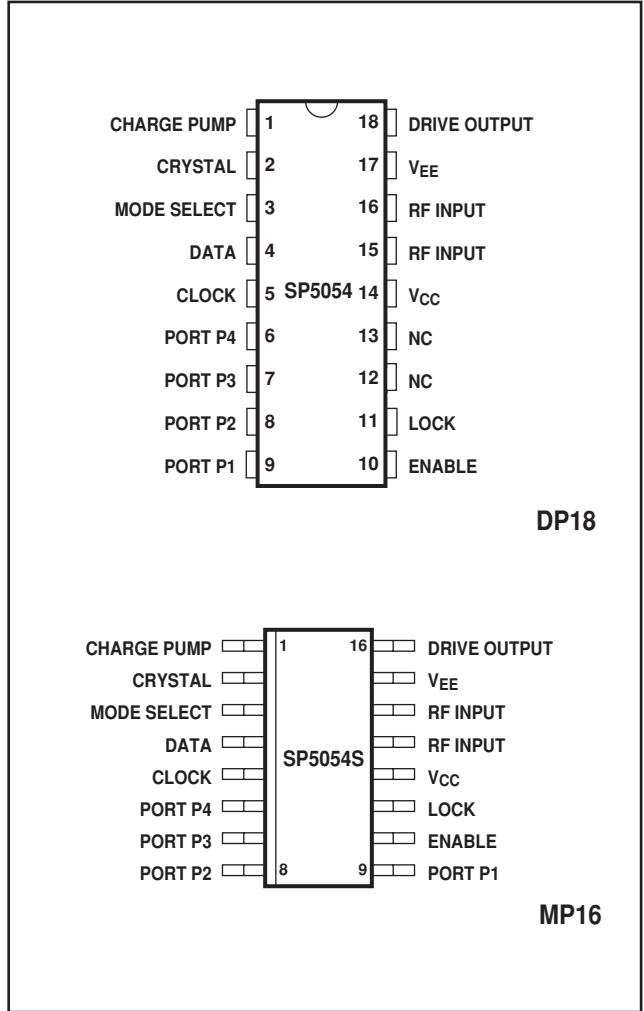 CHARGE PUMP 1 18 DRIVE OUTPUT
CRYSTAL 2 17 VEE
MODE SELECT 3 16 RF INPUT
DATA 4 15 RF INPUT
CLOCK 5 SP5054 14 VCC
PORT P4 6 13 NC
PORT P3 7 12 NC
PORT P2 8 11 LOCK
PORT P1 9 10 ENABLE
DP18
CHARGE PUMP 1 16 DRIVE OUTPUT
CRYSTAL VEE
MODE SELECT RF INPUT
DATA RF INPUT
SP5054S
CLOCK VCC
PORT P4 LOCK
PORT P3 ENABLE
PORT P2 8 9 PORT P1
MP16